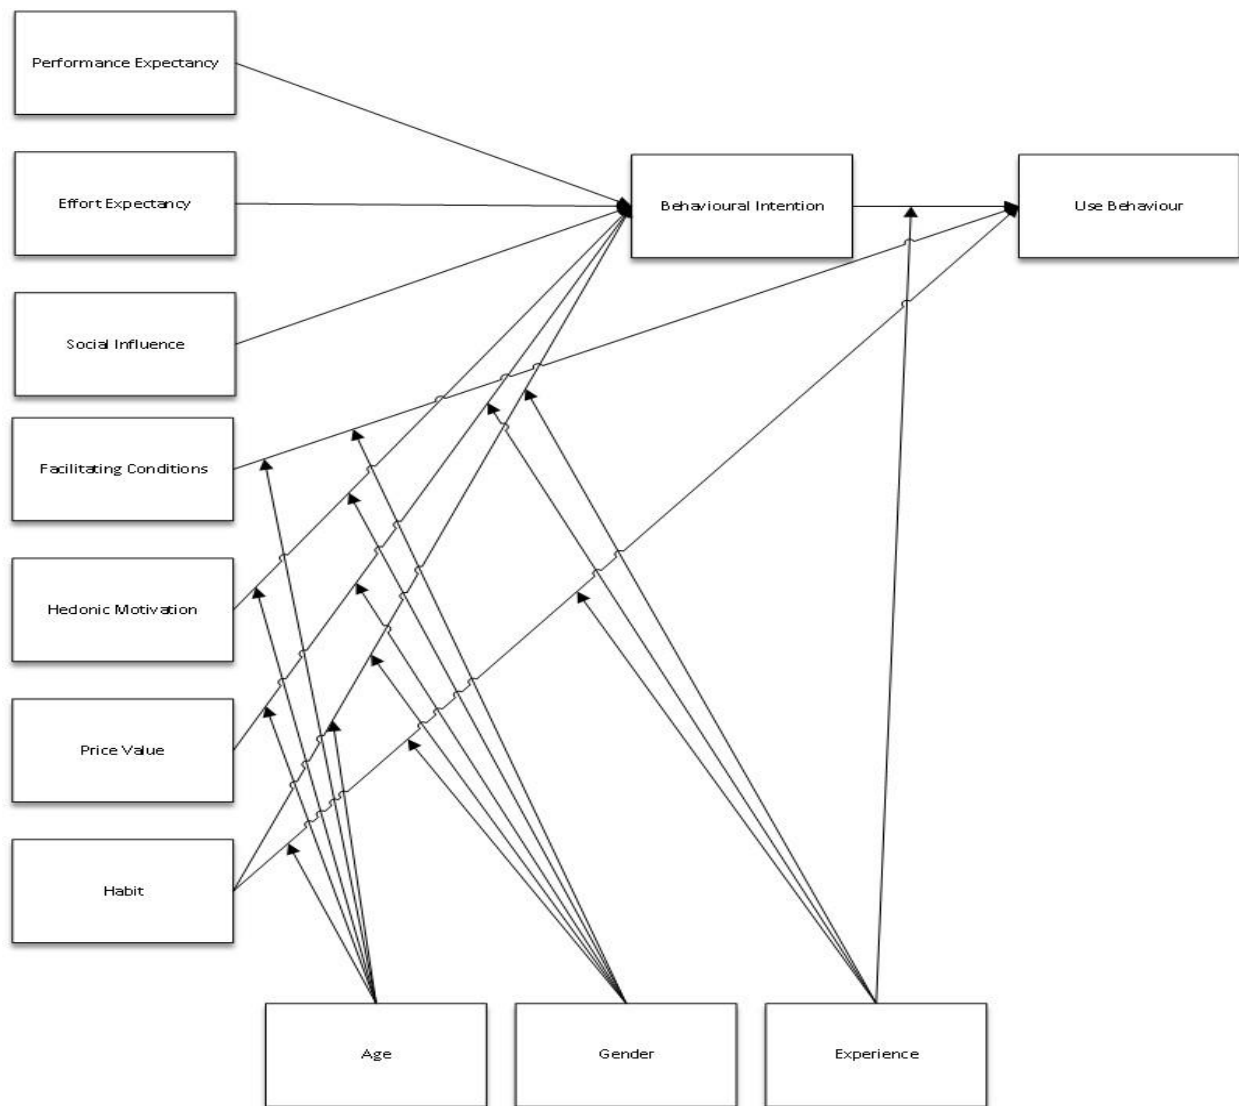 Performance Expectancy
Effort Expectancy
Behavioural Intention
Use Behaviour
Social Influence
Facilitating Conditions
Hedonic Motivation
Price Value
Habit
Age
Gender
Experience